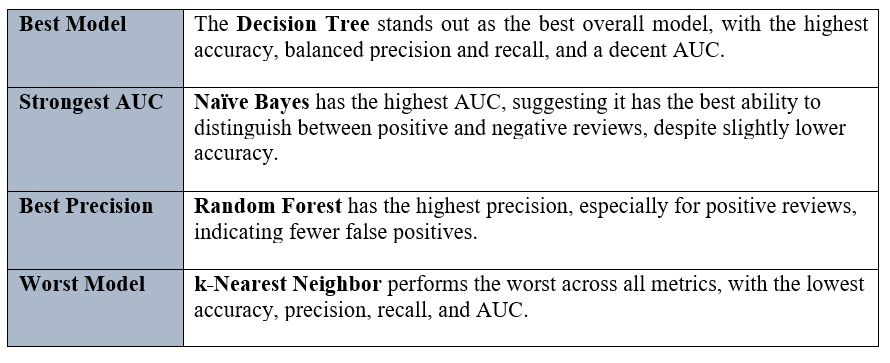 Best Model
The Decision Tree stands out as the best overall model, with the highest
accuracy, balanced precision and recall, and a decent AUC.
Strongest AUC
Naïve Bayes has the highest AUC, suggesting it has the best ability to
distinguish between positive and negative reviews, despite slightly lower
accuracy.
Best Precision
Random Forest has the highest precision, especially for positive reviews,
indicating fewer false positives.
Worst Model
k-Nearest Neighbor performs the worst across all metrics, with the lowest
accuracy, precision, recall, and AUC.